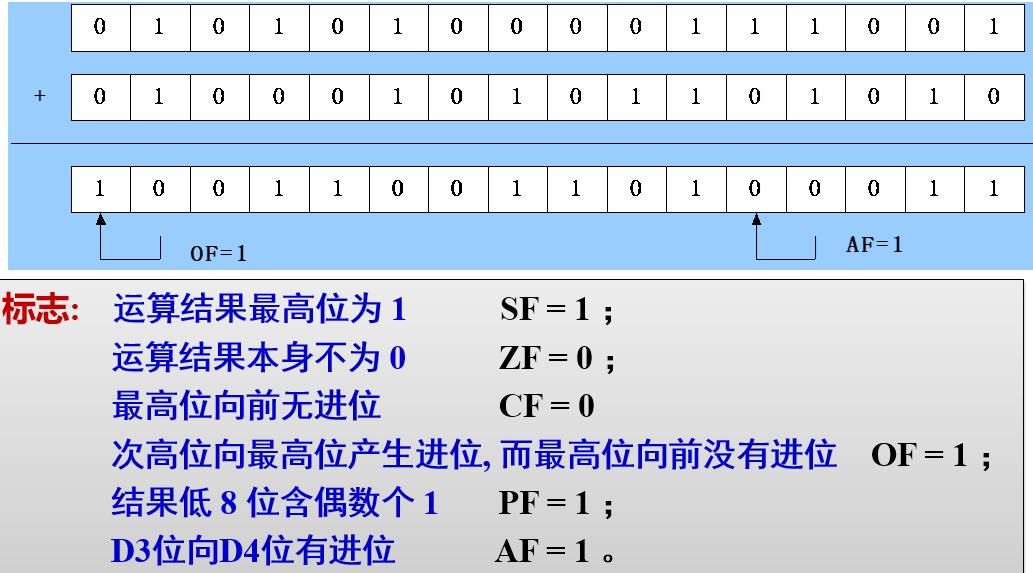 0 1 0 1 0 1 0 0 0 0 1 1 1 0 0 1
+ 0 1 0 0 0 1 0 1 0 1 1 0 1 0 1 0
1 0 0 1 1 0 0 1 1 0 1 0 0 0 1 1
OF=1 AF=1
标志: 运算结果最高位为 1 SF = 1 ；
运算结果本身不为 0 ZF = 0 ；
最高位向前无进位 CF = 0
次高位向最高位产生进位, 而最高位向前没有进位 OF = 1 ；
结果低 8 位含偶数个 1 PF = 1 ；
D3位向D4位有进位 AF = 1 。